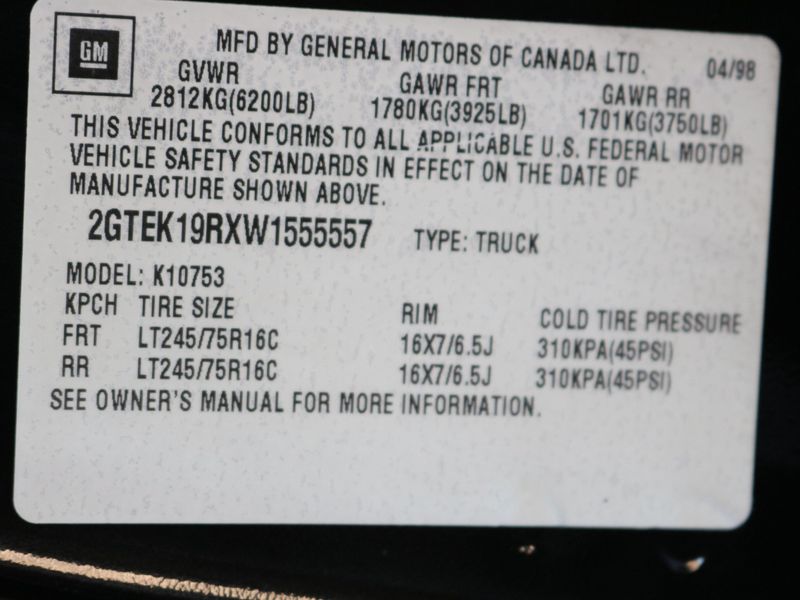 GM
MFD BY GENERAL MOTORS OF CANADA LTD. 04/98
GVWR GAWR FRT GAWR RR
2812KG(6200LB) 1780KG(3925LB) 1701KG(3750LB)
THIS VEHICLE CONFORMS TO ALL APPLICABLE U.S. FEDERAL MOTOR
VEHICLE SAFETY STANDARDS IN EFFECT ON THE DATE OF
MANUFACTURE SHOWN ABOVE.
2GTEK19RXW1555557 TYPE: TRUCK
MODEL: K10753
KPCH TIRE SIZE RIM COLD TIRE PRESSURE
FRT LT245/75R16C 16X7/6.5J 310KPA(45PSI)
RR LT245/75R16C 16X7/6.5J 310KPA(45PSI)
SEE OWNER'S MANUAL FOR MORE INFORMATION.